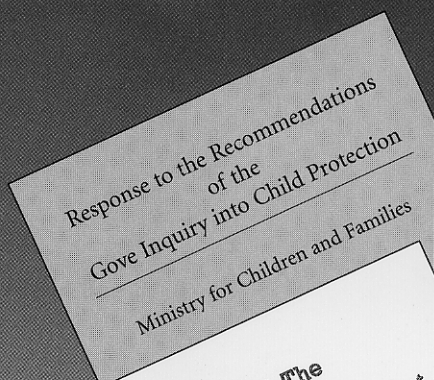 Response to the Recommendations
of the
Gove Inquiry into Child Protection
Ministry for Children and Families
The